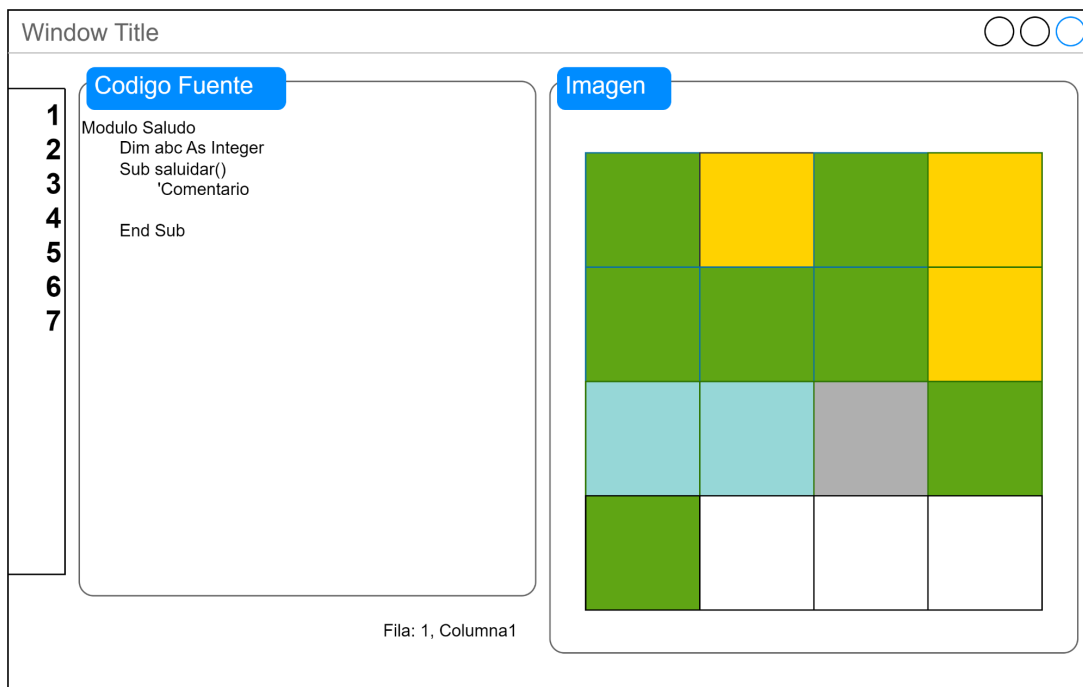 Window Title
Codigo Fuente
1
2
3
4
5
6
7
Modulo Saludo
Dim abc As Integer
Sub saluidar()
'Comentario
End Sub
Fila: 1, Columna1
Imagen